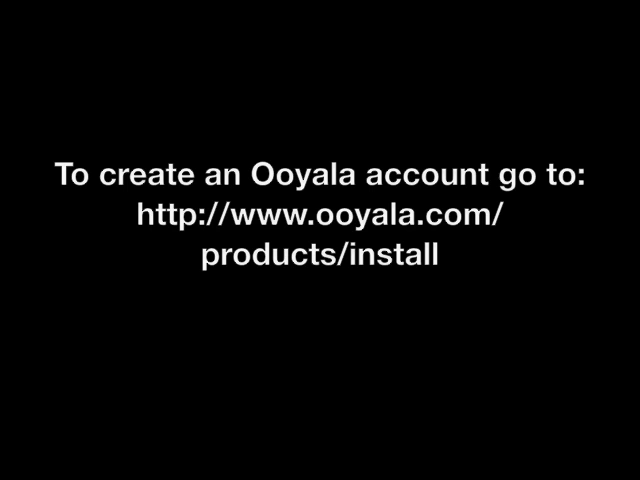 To create an Ooyala account go to:
http://www.ooyala.com/
products/install